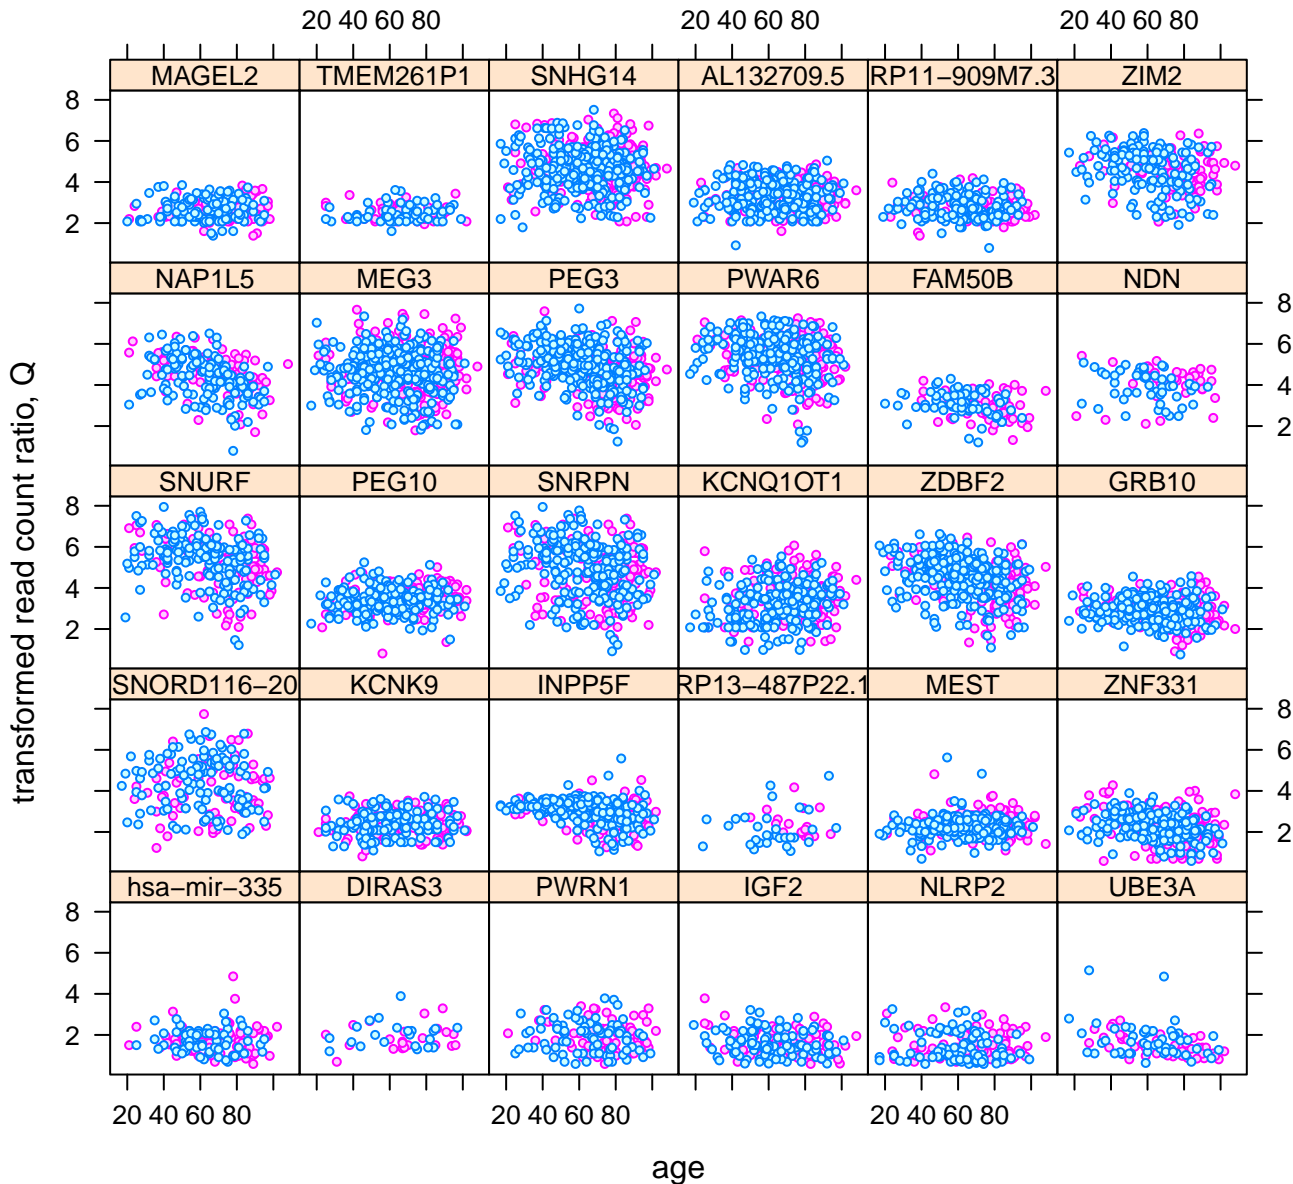 20 40 60 80 20 40 60 80 20 40 60 80
MAGEL2 TMEM261P1 SNHG14 AL132709.5 RP11−909M7.3 ZIM2
8
6
4
2
NAP1L5 MEG3 PEG3 PWAR6 FAM50B NDN
8
6
4
2
SNURF PEG10 SNRPN KCNQ1OT1 ZDBF2 GRB10
8
6
4
2
SNORD116−20 KCNK9 INPP5F RP13−487P22.1 MEST ZNF331
8
6
4
2
hsa−mir−335 DIRAS3 PWRN1 IGF2 NLRP2 UBE3A
8
6
4
2
20 40 60 80 20 40 60 80 20 40 60 80
age
transformed read count ratio, Q